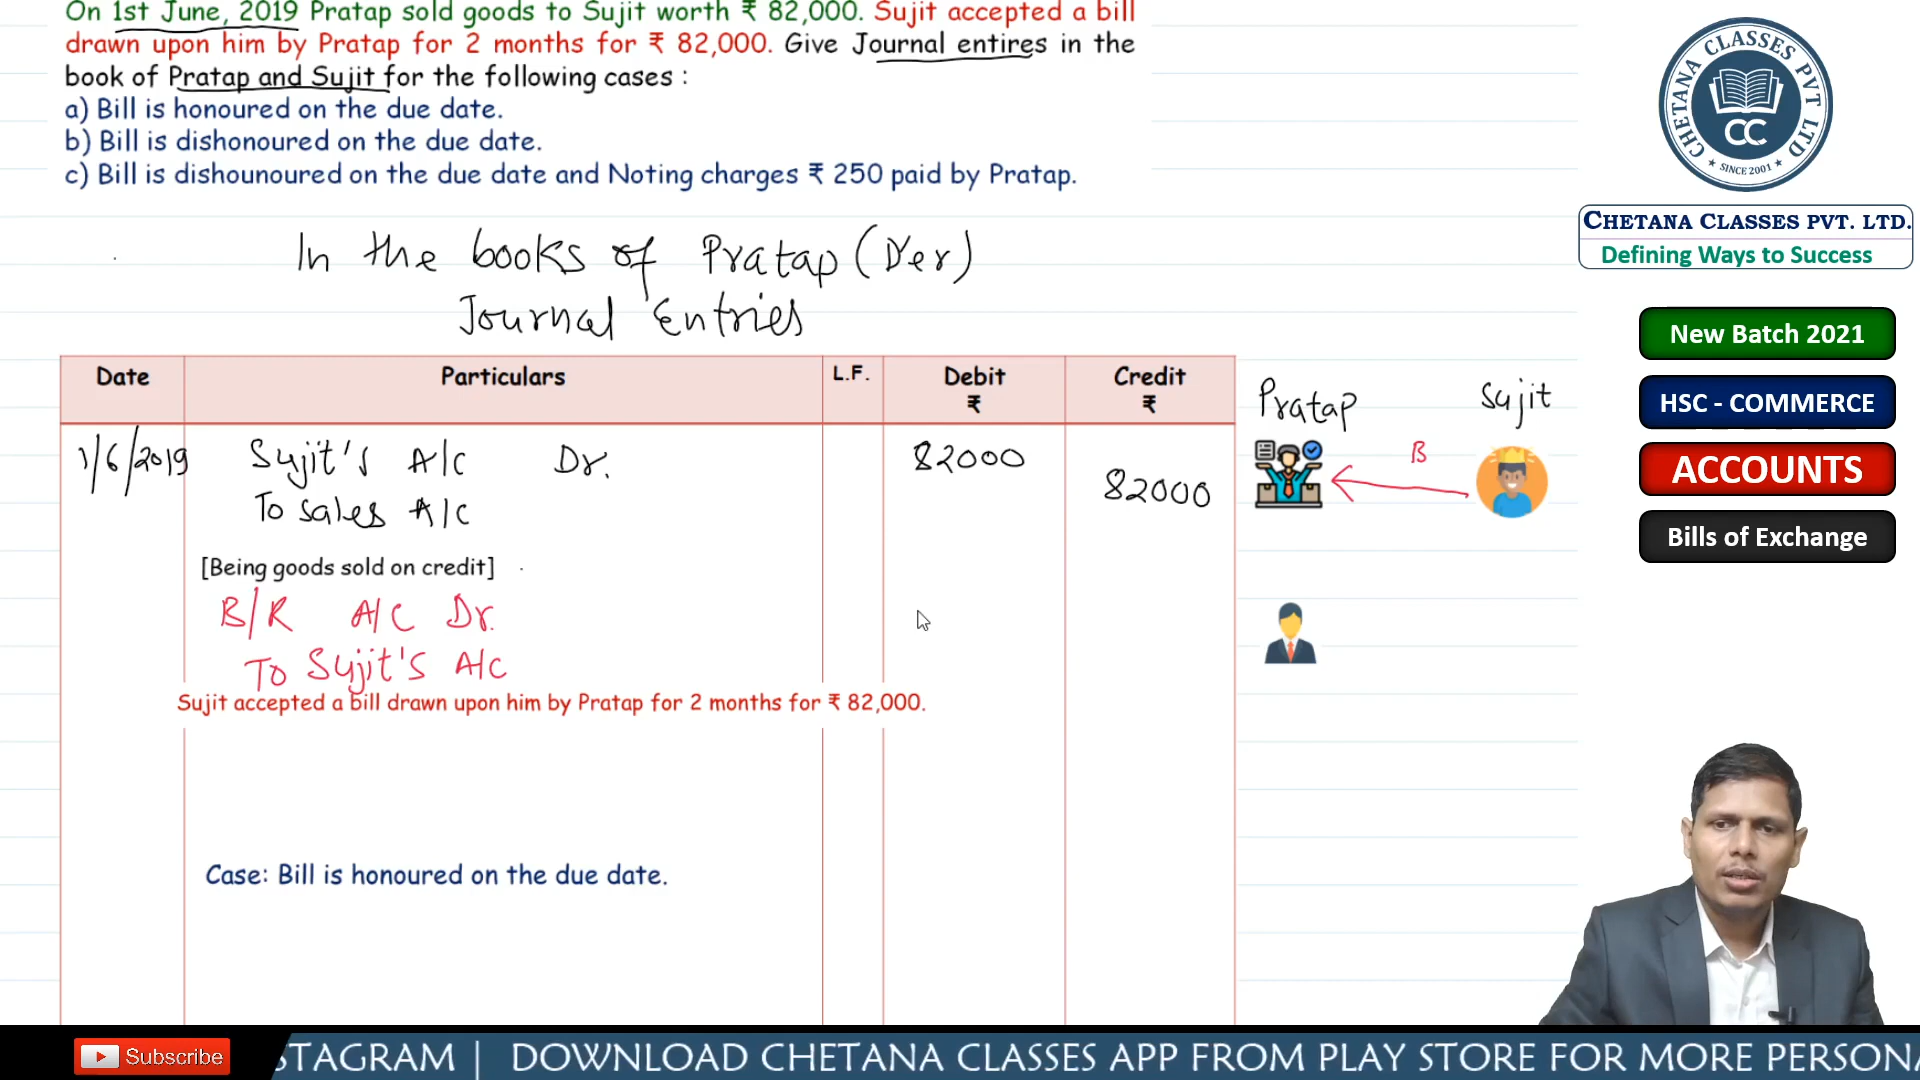 On 1st June, 2019 Pratap sold goods to Sujit worth ₹ 82,000. Sujit accepted a bill
drawn upon him by Pratap for 2 months for ₹ 82,000. Give Journal entires in the
book of Pratap and Sujit for the following cases :
a) Bill is honoured on the due date.
b) Bill is dishonoured on the due date.
c) Bill is dishounoured on the due date and Noting charges ₹ 250 paid by Pratap.
In the books of Pratap (Drer)
Journal Entries
Date Particulars L.F. Debit ₹ Credit ₹
1/6/2019 Sujit's A/c Dr. 82000
To Sales A/c 82000
[Being goods sold on credit]
B/R A/C Dr.
To Sujit's A/c
Sujit accepted a bill drawn upon him by Pratap for 2 months for ₹ 82,000.
Case: Bill is honoured on the due date.
Pratap Sujit
B
CHETANA CLASSES PVT LTD
CC
SINCE 2001
CHETANA CLASSES PVT. LTD.
Defining Ways to Success
New Batch 2021
HSC - COMMERCE
ACCOUNTS
Bills of Exchange
Subscribe
STAGRAM | DOWNLOAD CHETANA CLASSES APP FROM PLAY STORE FOR MORE PERSONA